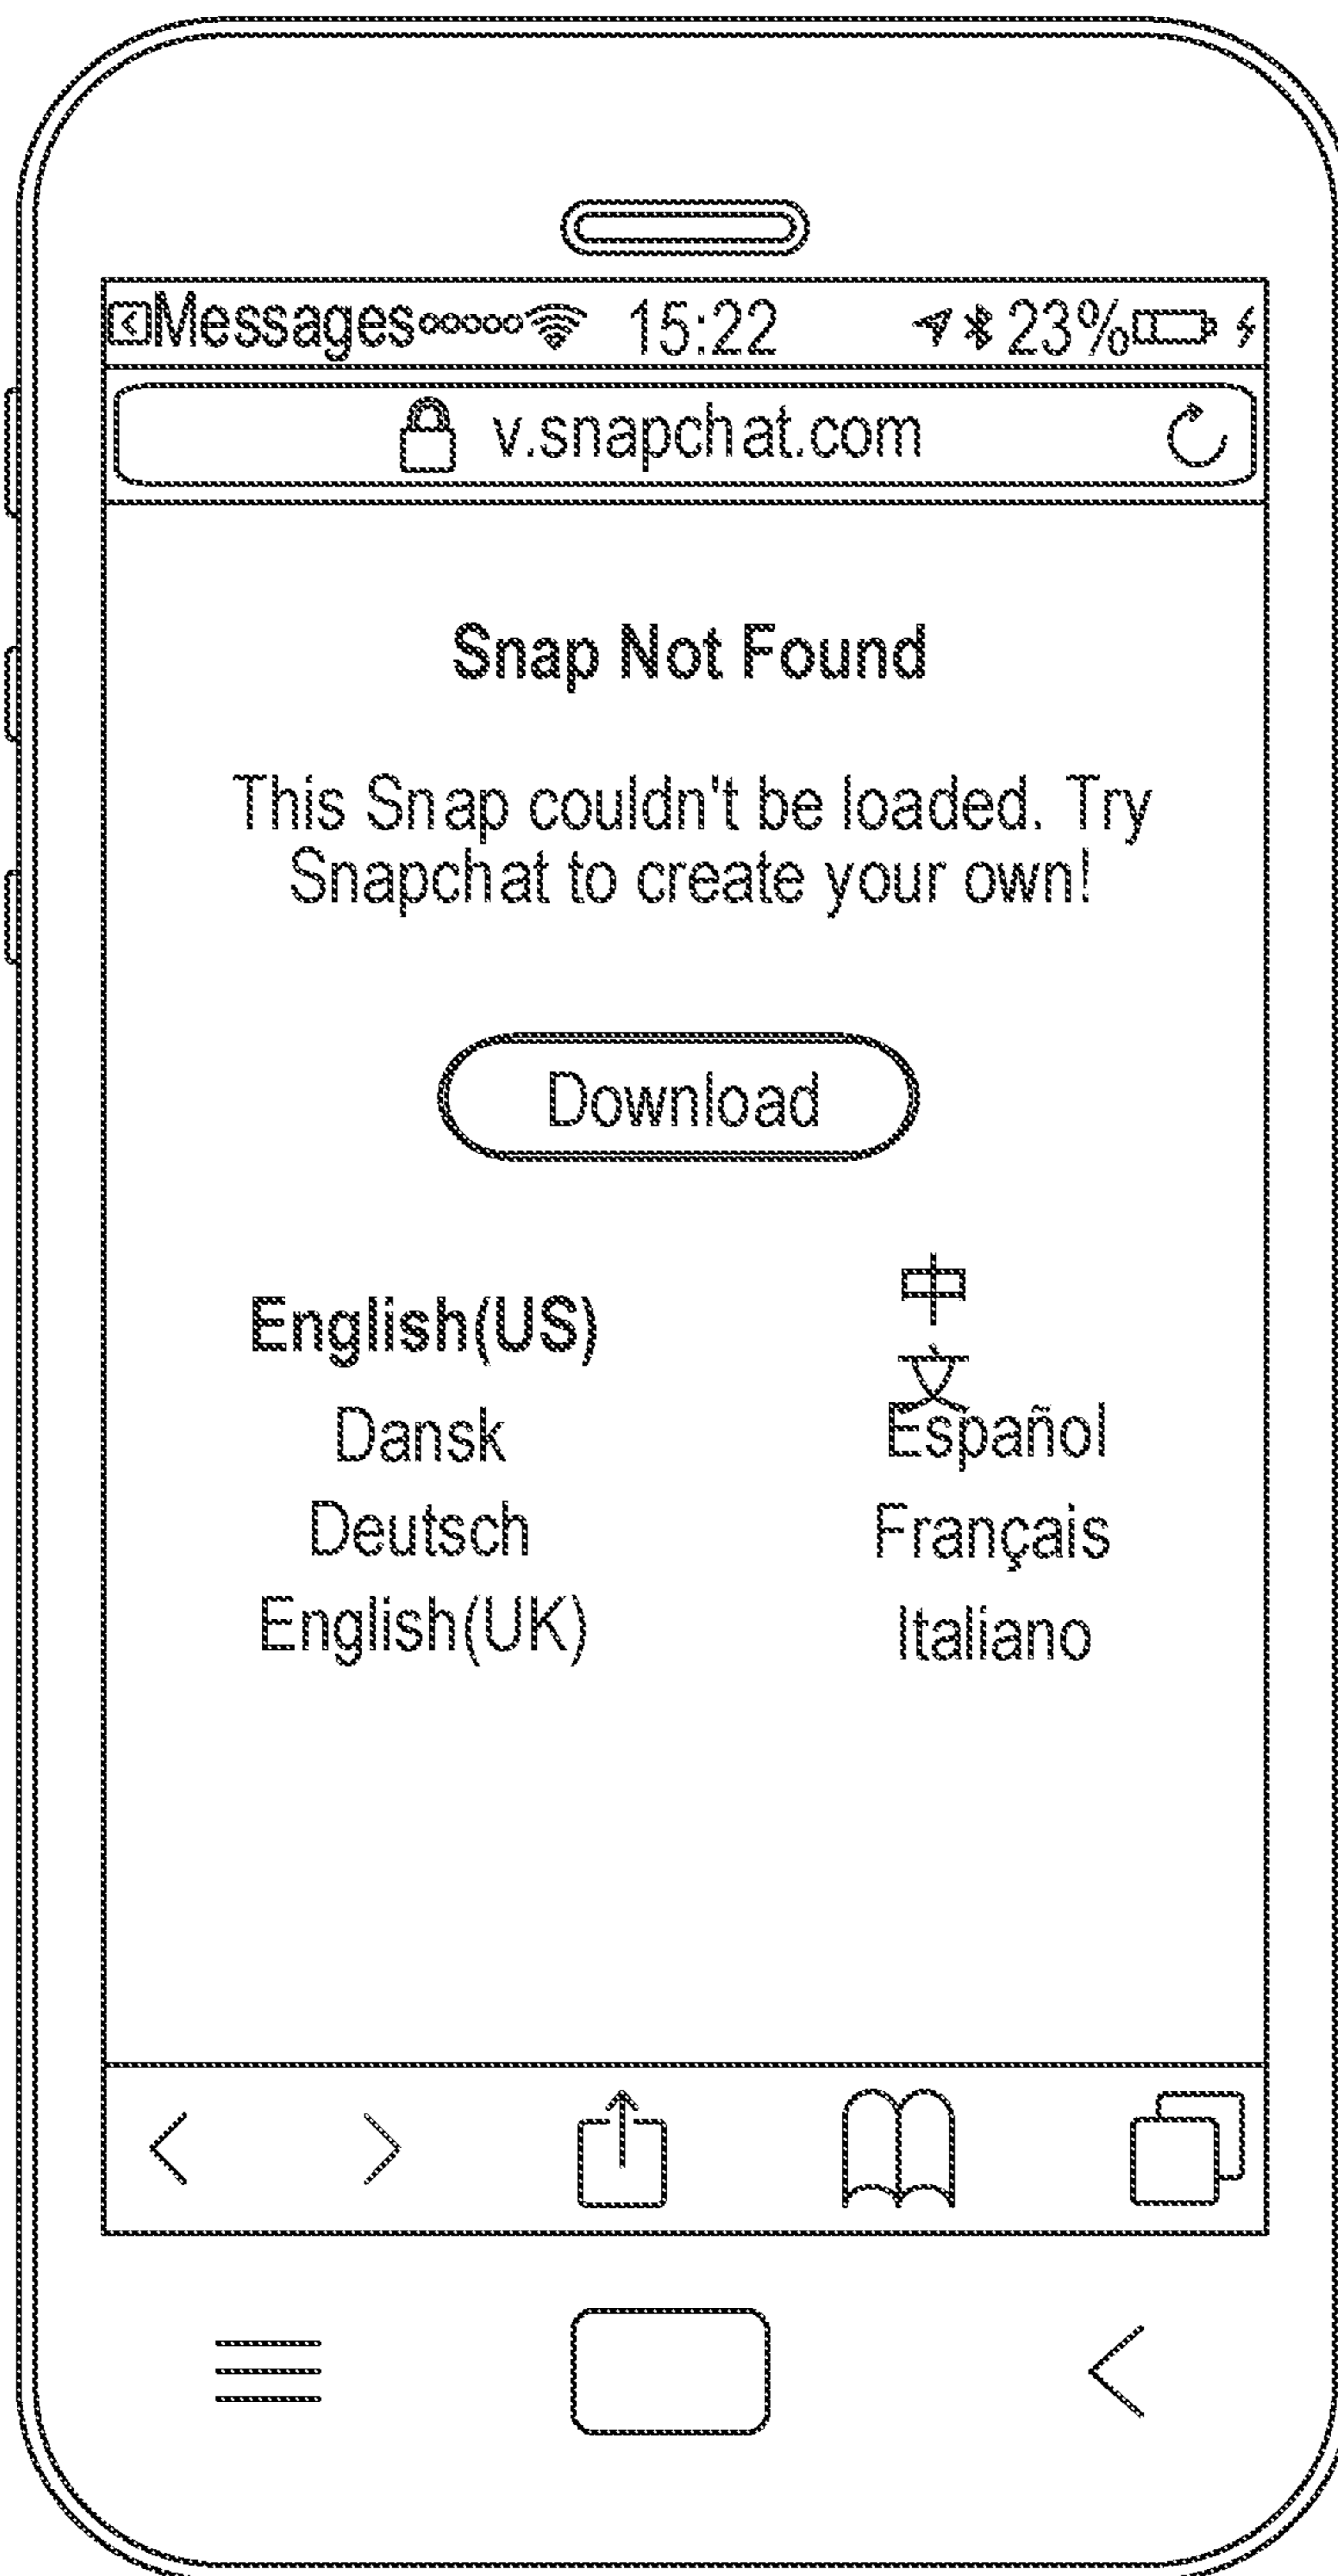 Messages 15:22 23%
v.snapchat.com
Snap Not Found
This Snap couldn't be loaded. Try
Snapchat to create your own!
Download
English(US)
Dansk
Deutsch
English(UK)
中
文
Español
Français
Italiano